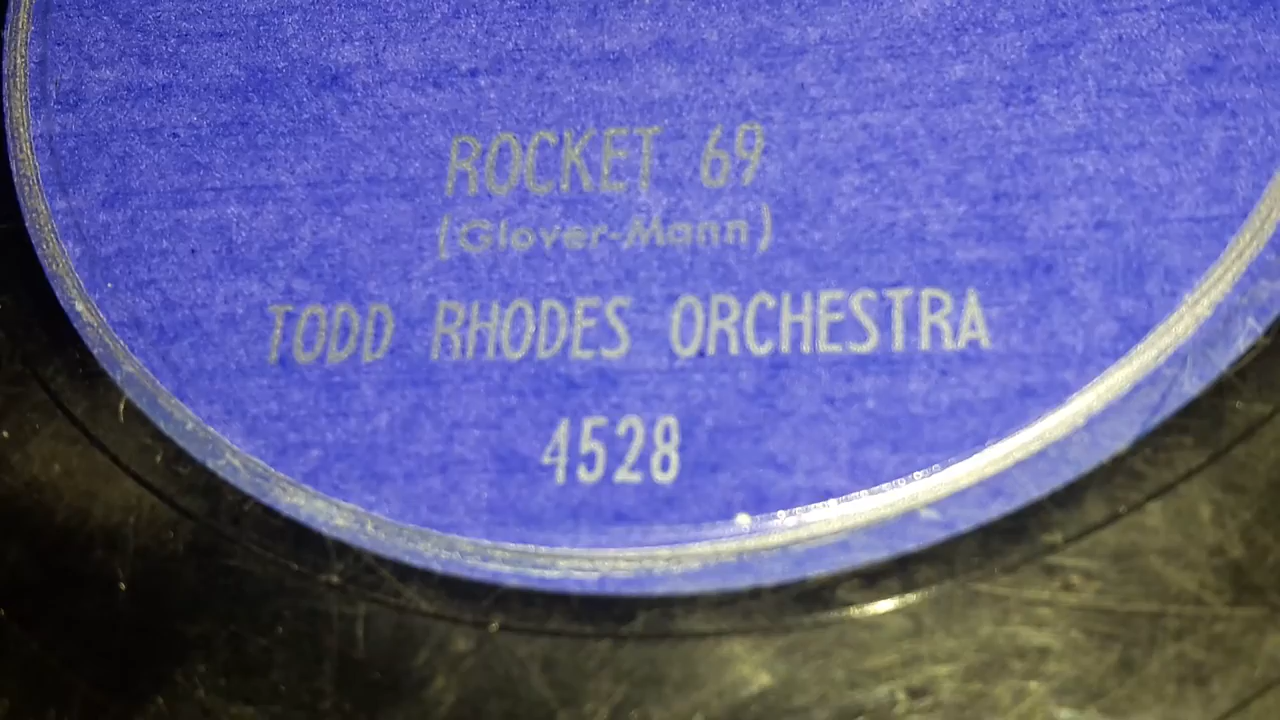 ROCKET 69
(Glover-Mann)
TODD RHODES ORCHESTRA
4528